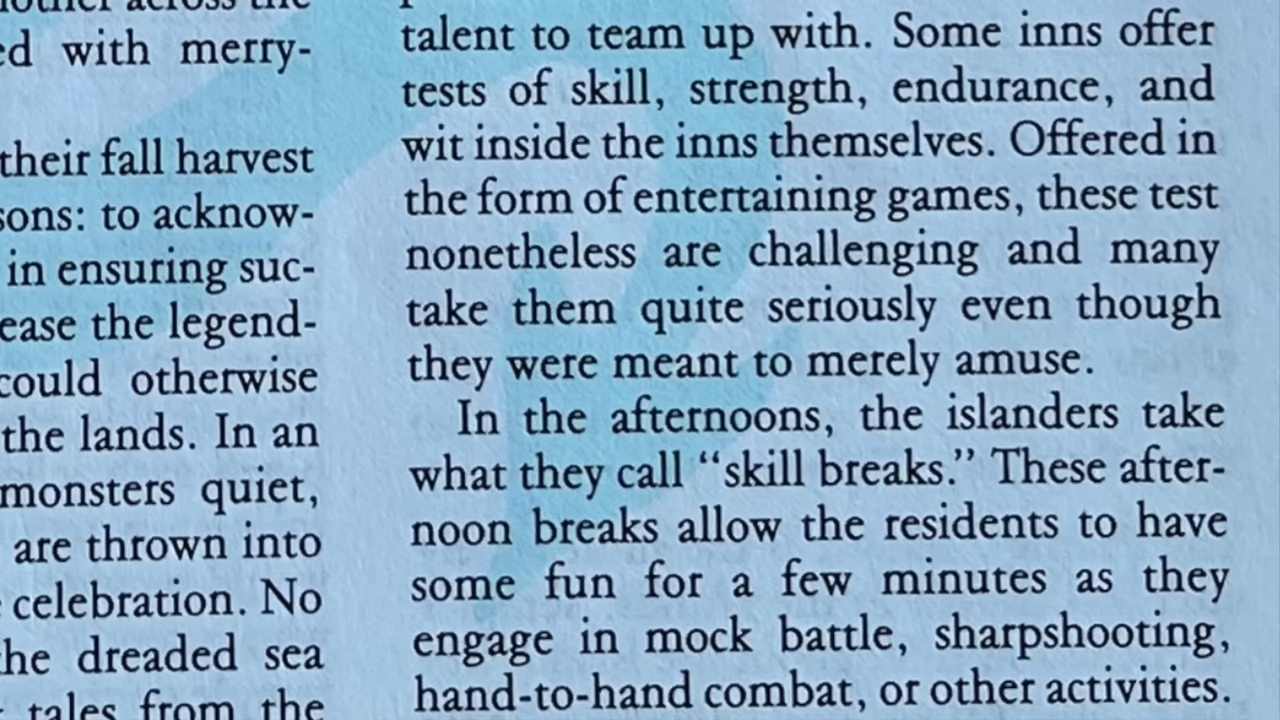 ed with merry-
their fall harvest
sons: to acknow-
in ensuring suc-
ease the legend-
could otherwise
the lands. In an
monsters quiet,
are thrown into
celebration. No
the dreaded sea
tales from the
talent to team up with. Some inns offer
tests of skill, strength, endurance, and
wit inside the inns themselves. Offered in
the form of entertaining games, these test
nonetheless are challenging and many
take them quite seriously even though
they were meant to merely amuse.
In the afternoons, the islanders take
what they call “skill breaks.” These after-
noon breaks allow the residents to have
some fun for a few minutes as they
engage in mock battle, sharpshooting,
hand-to-hand combat, or other activities.